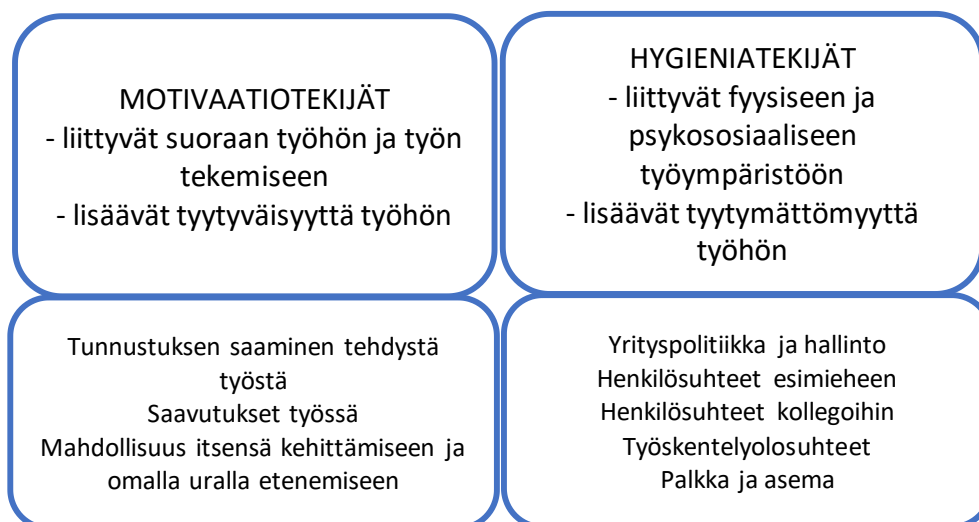 MOTIVAATIOTEKIJÄT
- liittyvät suoraan työhön ja työn
tekemiseen
- lisäävät tyytyväisyyttä työhön
HYGIENIATEKIJÄT
- liittyvät fyysiseen ja
psykososiaaliseen
työympäristöön
- lisäävät tyytymättömyyttä
työhön
Tunnustuksen saaminen tehdystä
työstä
Saavutukset työssä
Mahdollisuus itsensä kehittämiseen ja
omalla uralla etenemiseen
Yrityspolitiikka ja hallinto
Henkilösuhteet esimieheen
Henkilösuhteet kollegoihin
Työskentelyolosuhteet
Palkka ja asema